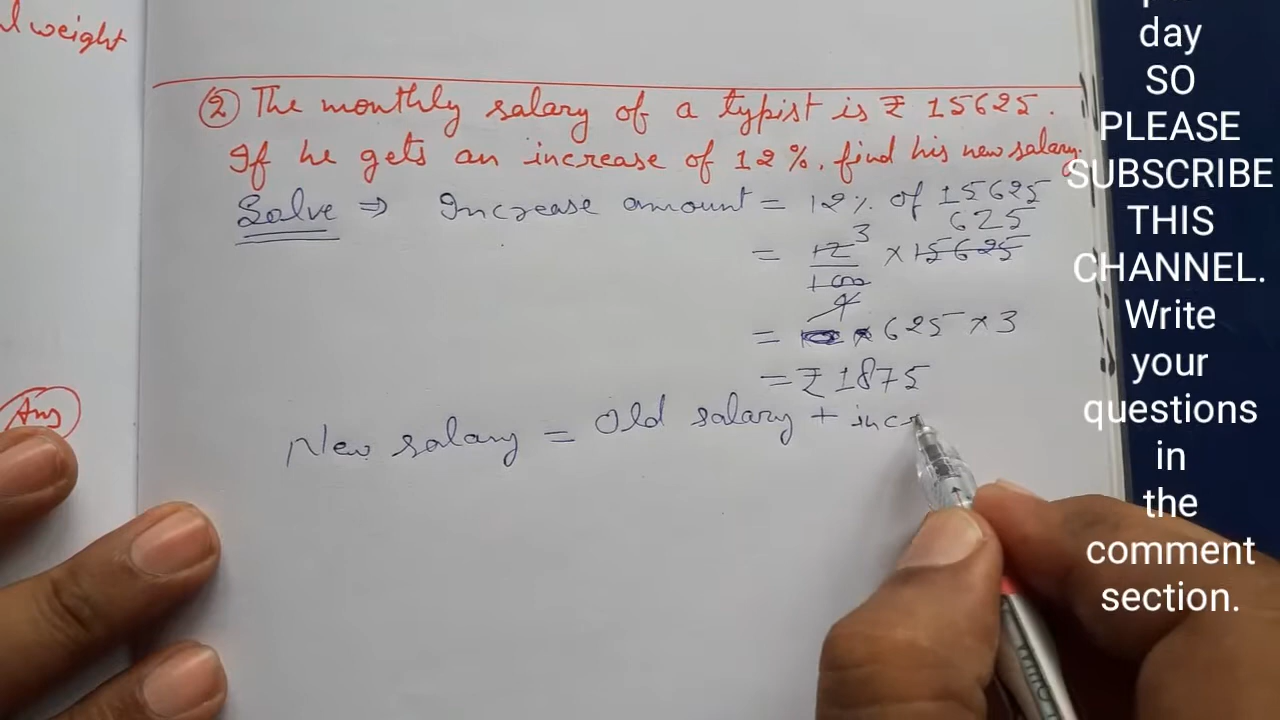 l weight
② The monthly salary of a typist is ₹ 15625.
If he gets an increase of 12%. find his new salary.
Solve ⇒ Increase amount = 12% of 15625
3 625
= 12 × 15625
100
4
= 625 × 3
= ₹ 1875
New salary = Old salary + incr
Ans
day
SO
PLEASE
SUBSCRIBE
THIS
CHANNEL.
Write
your
questions
in
the
comment
section.